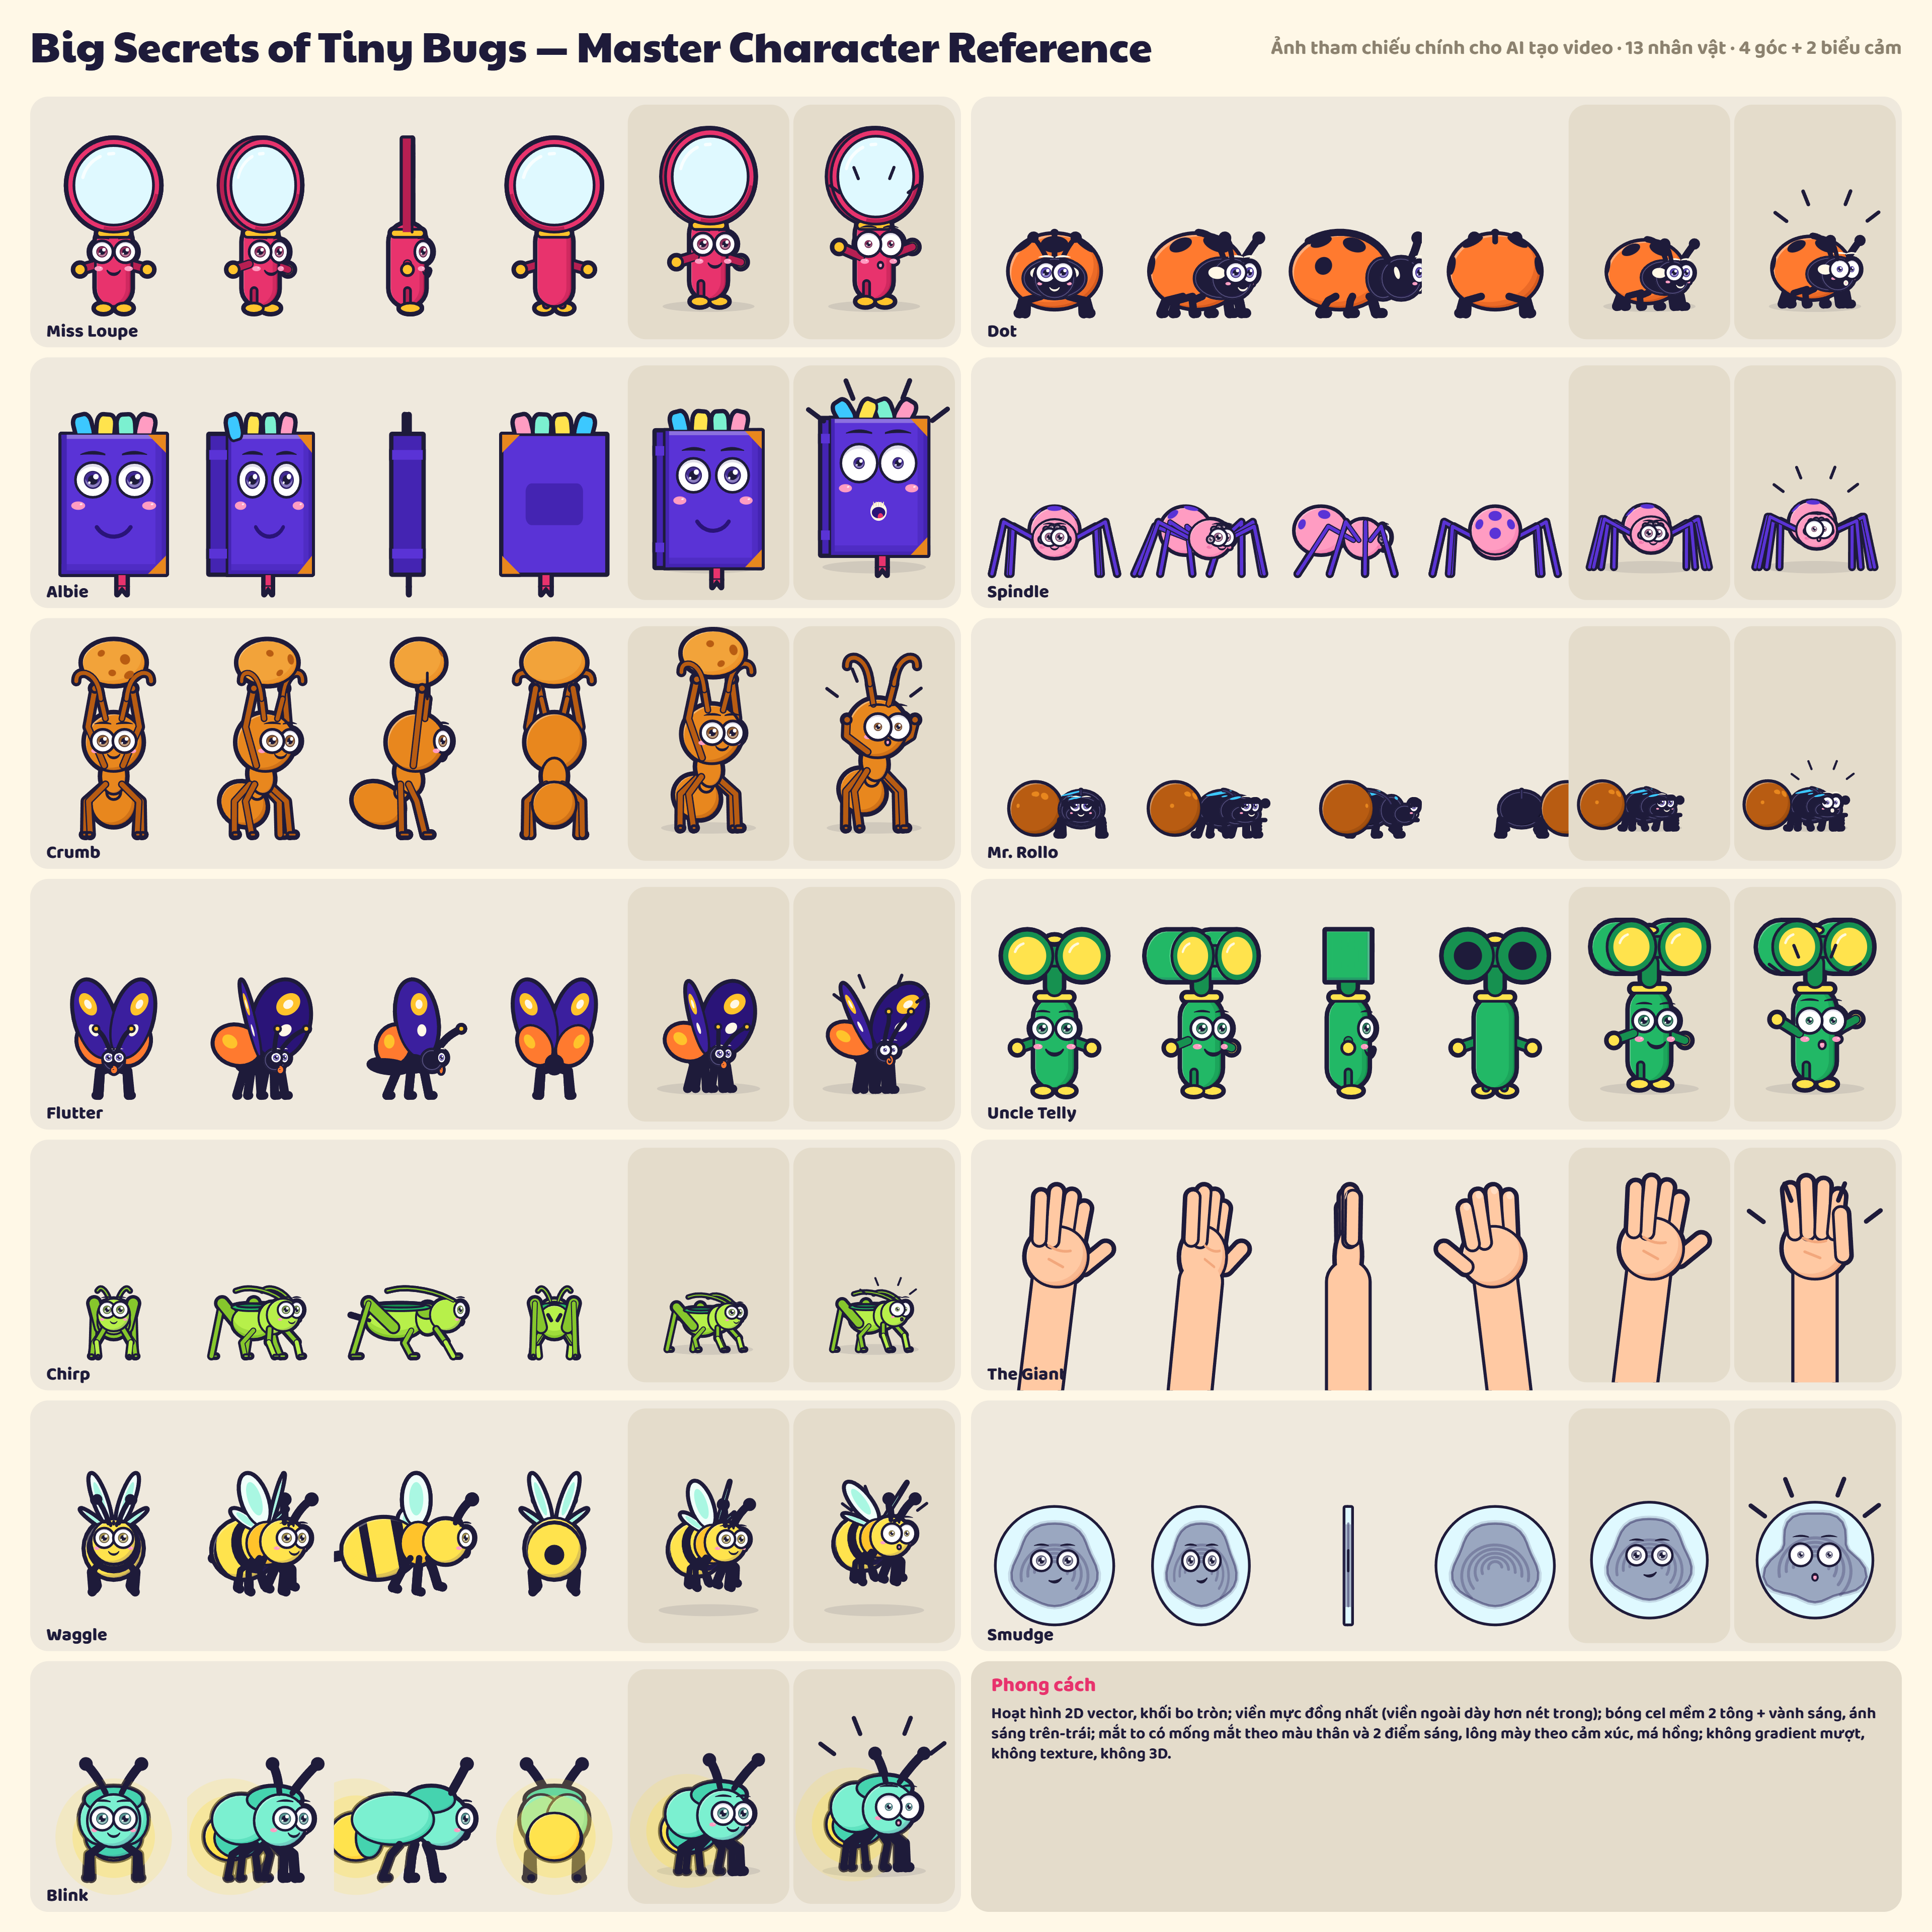 Big Secrets of Tiny Bugs — Master Character Reference
Ảnh tham chiếu chính cho AI tạo video · 13 nhân vật · 4 góc + 2 biểu cảm
Miss Loupe
Dot
Albie
Spindle
Crumb
Mr. Rollo
Flutter
Uncle Telly
Chirp
The Giant
Waggle
Smudge
Blink
Phong cách
Hoạt hình 2D vector, khối bo tròn; viền mực đồng nhất (viền ngoài dày hơn nét trong); bóng cel mềm 2 tông + vành sáng, ánh
sáng trên-trái; mắt to có mống mắt theo màu thân và 2 điểm sáng, lông mày theo cảm xúc, má hồng; không gradient mượt,
không texture, không 3D.